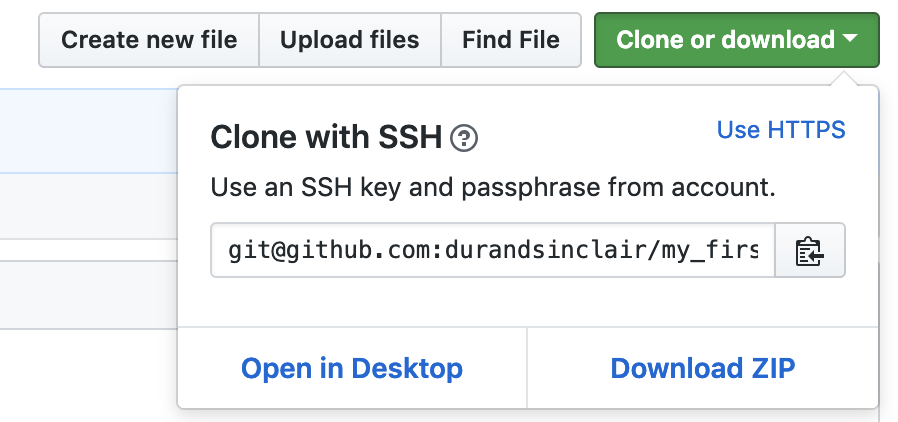 Create new file Upload files Find File Clone or download
Clone with SSH ? Use HTTPS
Use an SSH key and passphrase from account.
git@github.com:durandsinclair/my_firs
Open in Desktop Download ZIP